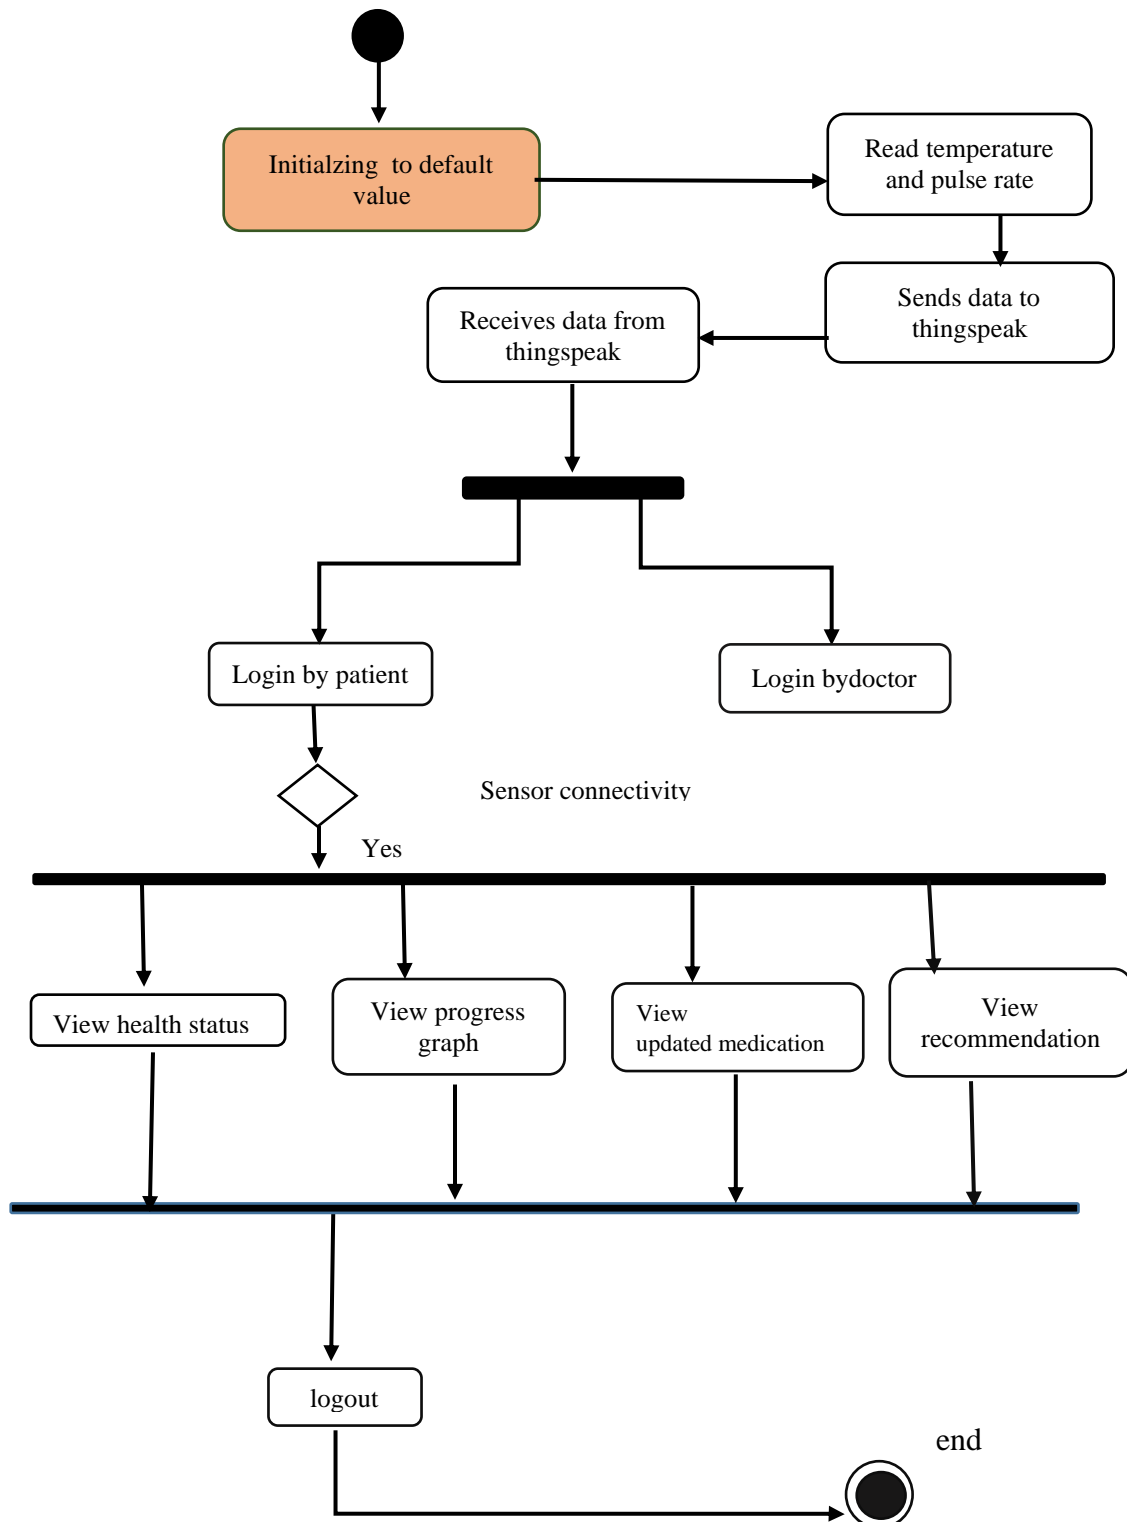 Initialzing  to default
value
Read temperature
and pulse rate
Sends data to
thingspeak
Receives data from
thingspeak
Login by patient
Login bydoctor
Sensor connectivity
Yes
View health status
View progress
graph
View
updated medication
View
recommendation
logout
end